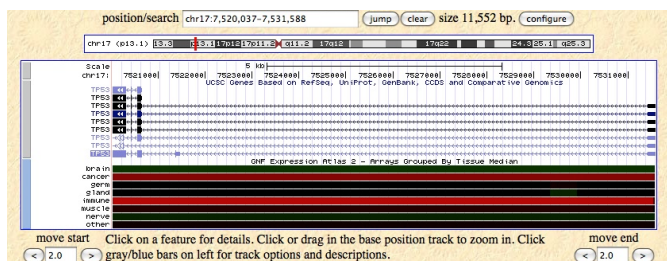 position/search chr17:7,520,037-7,531,588 jump clear size 11,552 bp. configure
chr17 (p13.1) 13.3 p13.1 17p12 17p11.2 q11.2 17q12 17q22 24.3 25.1 q25.3
Scale 5 kb
chr17: 7521000 7522000 7523000 7524000 7525000 7526000 7527000 7528000 7529000 7530000 7531000
UCSC Genes Based on RefSeq, UniProt, GenBank, CCDS and Comparative Genomics
TP53
TP53
TP53
TP53
TP53
TP53
TP53
TP53
TP53
GNF Expression Atlas 2 - Arrays Grouped By Tissue Median
brain
cancer
germ
gland
immune
muscle
nerve
other
move start Click on a feature for details. Click or drag in the base position track to zoom in. Click move end
< 2.0 > gray/blue bars on left for track options and descriptions. < 2.0 >